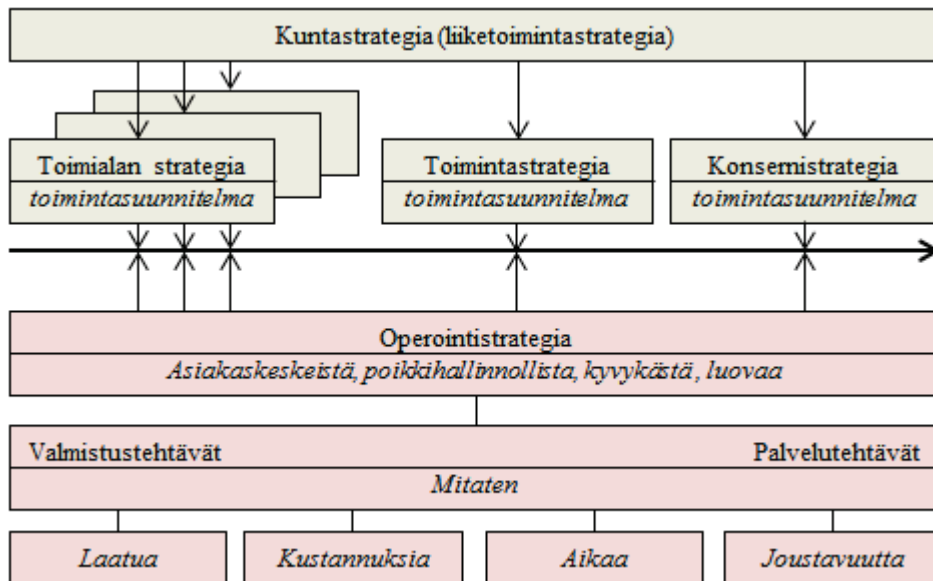 Kuntastrategia (liiketoimintastrategia)
Toimialan strategia
toimintasuunnitelma
Toimintastrategia
toimintasuunnitelma
Konsernistrategia
toimintasuunnitelma
Operointistrategia
Asiakaskeskeistä, poikkihallinnollista, kyvykästä, luovaa
Valmistustehtävät
Palvelutehtävät
Mitaten
Laatua
Kustannuksia
Aikaa
Joustavuutta